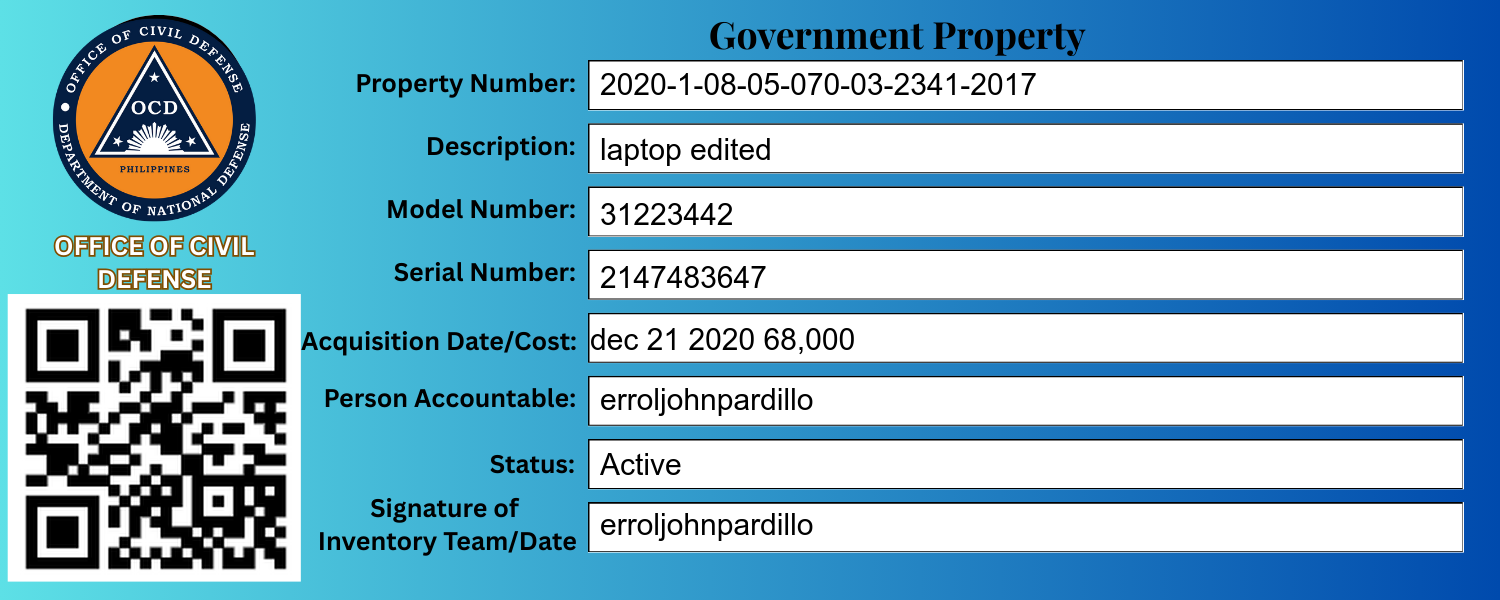 OFFICE OF CIVIL DEFENSE
DEPARTMENT OF NATIONAL DEFENSE
OCD
PHILIPPINES
OFFICE OF CIVIL
DEFENSE
Government Property
Property Number: 2020-1-08-05-070-03-2341-2017
Description: laptop edited
Model Number: 31223442
Serial Number: 2147483647
Acquisition Date/Cost: dec 21 2020 68,000
Person Accountable: erroljohnpardillo
Status: Active
Signature of
Inventory Team/Date erroljohnpardillo